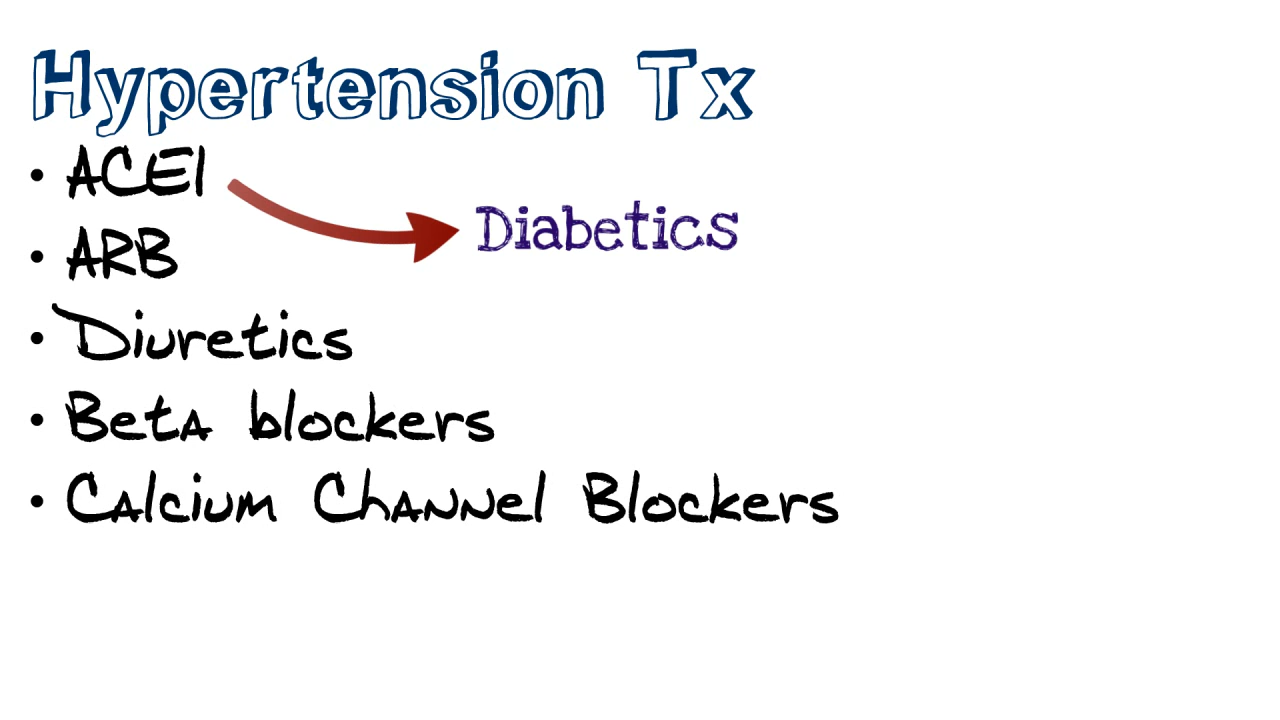 Hypertension Tx
• ACEI
Diabetics
• ARB
• Diuretics
• Beta blockers
• Calcium Channel Blockers